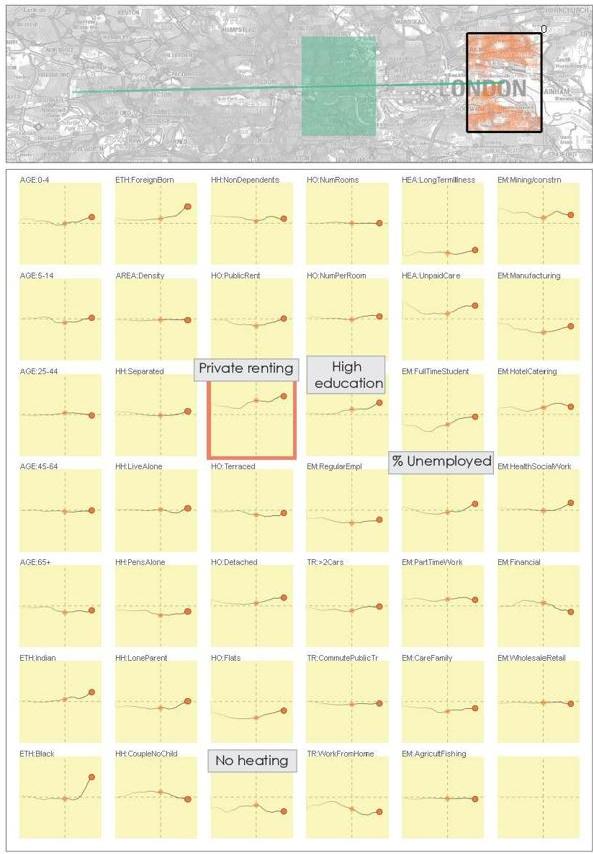 0
LONDON
AGE:0-4
ETH:ForeignBorn
HH:NonDependents
HO:NumRooms
HEA:LongTermIllness
EM:Mining/constrn
AGE:5-14
AREA:Density
HO:PublicRent
HO:NumPerRoom
HEA:UnpaidCare
EM:Manufacturing
AGE:25-44
HH:Separated
Private renting
High
education
EM:FullTimeStudent
EM:HotelCatering
AGE:45-64
HH:LiveAlone
HO:Terraced
EM:RegularEmpl
% Unemployed
EM:HealthSocialWork
AGE:65+
HH:PensAlone
HO:Detached
TR:>2Cars
EM:PartTimeWork
EM:Financial
ETH:Indian
HH:LoneParent
HO:Flats
TR:CommutePublicTr
EM:CareFamily
EM:WholesaleRetail
ETH:Black
HH:CoupleNoChild
No heating
TR:WorkFromHome
EM:AgricultFishing